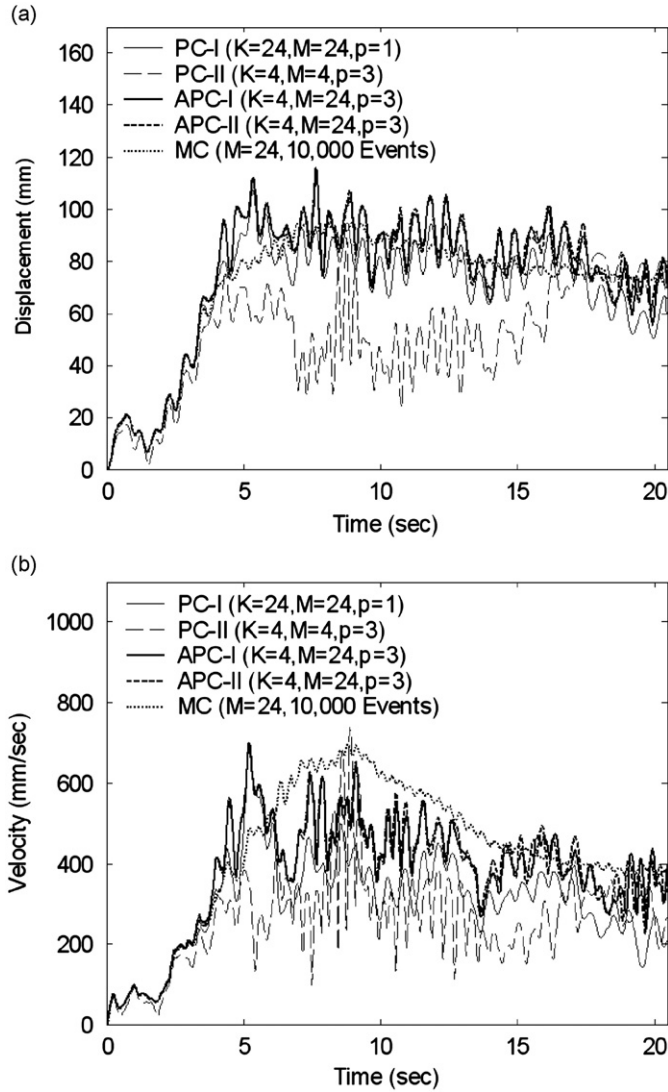 (a)
160
140
120
100
80
60
40
20
0
Displacement (mm)
PC-I (K=24,M=24,p=1)
PC-II (K=4,M=4,p=3)
APC-I (K=4,M=24,p=3)
APC-II (K=4,M=24,p=3)
MC (M=24,10,000 Events)
0 5 10 15 20
Time (sec)
(b)
1000
800
600
400
200
0
Velocity (mm/sec)
PC-I (K=24,M=24,p=1)
PC-II (K=4,M=4,p=3)
APC-I (K=4,M=24,p=3)
APC-II (K=4,M=24,p=3)
MC (M=24,10,000 Events)
0 5 10 15 20
Time (sec)